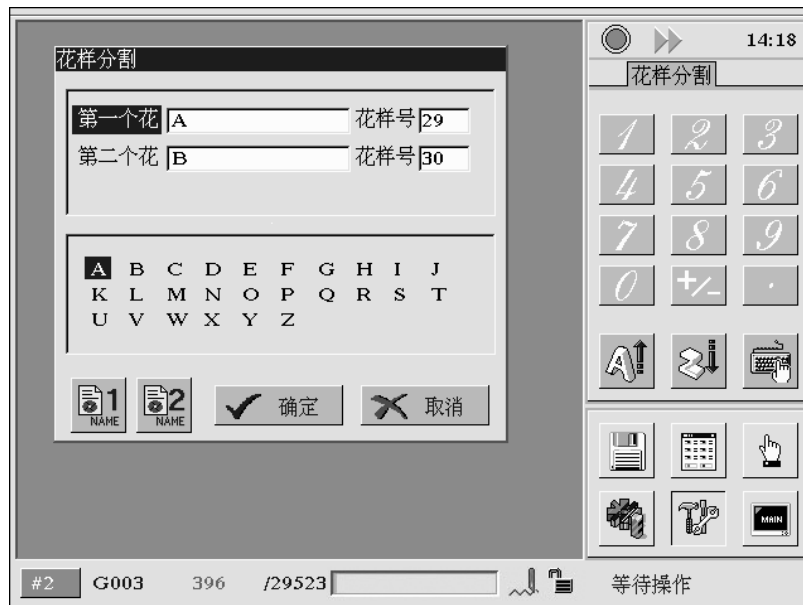 14:18
花样分割
花样分割
第一个花 A 花样号 29
第二个花 B 花样号 30
A B C D E F G H I J
K L M N O P Q R S T
U V W X Y Z
1 NAME
2 NAME
确定
取消
1 2 3
4 5 6
7 8 9
0 +/- .
A
Z
MAIN
#2 G003 396 /29523
等待操作